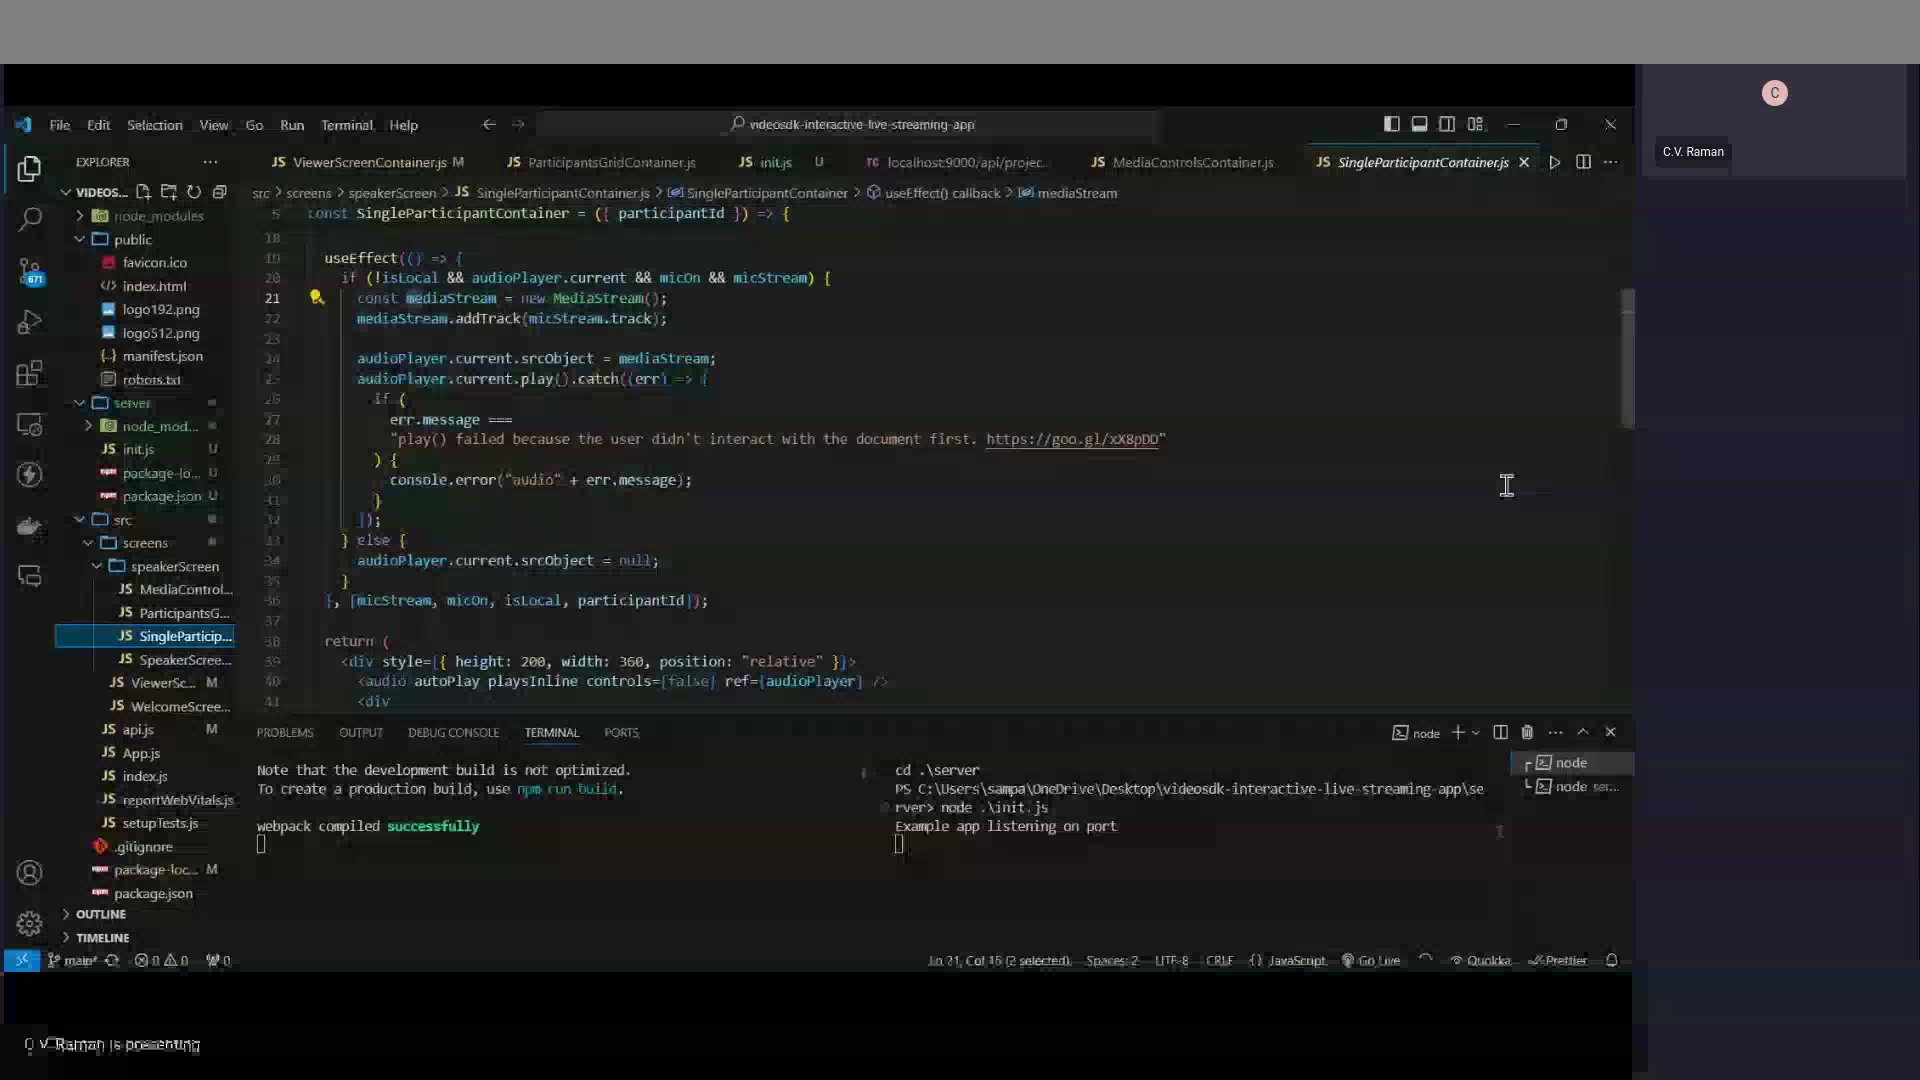 C
C.V. Raman
File Edit Selection View Go Run Terminal Help
videosdk-interactive-live-streaming-app
EXPLORER
ViewerScreenContainer.js M
ParticipantsGridContainer.js
init.js U
localhost:9000/api/projec...
MediaControlsContainer.js
SingleParticipantContainer.js
VIDEOS...
src > screens > speakerScreen > SingleParticipantContainer.js > SingleParticipantContainer > useEffect() callback > mediaStream
node_modules
public
favicon.ico
index.html
logo192.png
logo512.png
manifest.json
robots.txt
server
node_mod...
init.js U
package-lo... U
package.json U
src
screens
speakerScreen
MediaControl...
ParticipantsG...
SingleParticip...
SpeakerScree...
ViewerSc... M
WelcomeScree...
api.js M
App.js
index.js
reportWebVitals.js
setupTests.js
.gitignore
package-loc... M
package.json
OUTLINE
TIMELINE
671
5 const SingleParticipantContainer = ({ participantId }) => {
18
19 useEffect(() => {
20 if (!isLocal && audioPlayer.current && micOn && micStream) {
21 const mediaStream = new MediaStream();
22 mediaStream.addTrack(micStream.track);
23
24 audioPlayer.current.srcObject = mediaStream;
25 audioPlayer.current.play().catch((err) => {
26 if (
27 err.message ===
28 "play() failed because the user didn't interact with the document first. https://goo.gl/xX8pDD"
29 ) {
30 console.error("audio" + err.message);
31 }
32 });
33 } else {
34 audioPlayer.current.srcObject = null;
35 }
36 }, [micStream, micOn, isLocal, participantId]);
37
38 return (
39 <div style={{ height: 200, width: 360, position: "relative" }}>
40 <audio autoPlay playsInline controls={false} ref={audioPlayer} />
41 <div
PROBLEMS OUTPUT DEBUG CONSOLE TERMINAL PORTS
node
Note that the development build is not optimized.
To create a production build, use npm run build.
webpack compiled successfully
cd .\server
PS C:\Users\sampa\OneDrive\Desktop\videosdk-interactive-live-streaming-app\se
rver> node .\init.js
Example app listening on port
node
node ser...
main* 0 0 0
Ln 21, Col 15 (2 selected) Spaces: 2 UTF-8 CRLF {} JavaScript Go Live Quokka Prettier
V. Raman is presenting